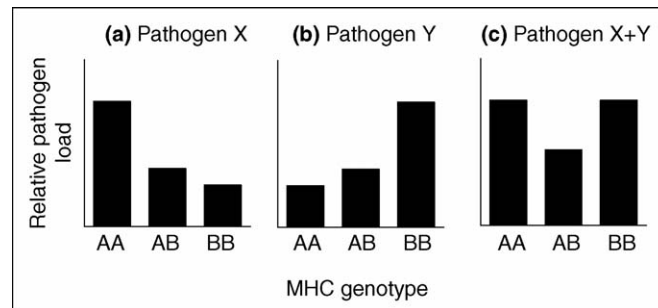 (a) Pathogen X (b) Pathogen Y (c) Pathogen X+Y
Relative pathogen
load
AA AB BB AA AB BB AA AB BB
MHC genotype